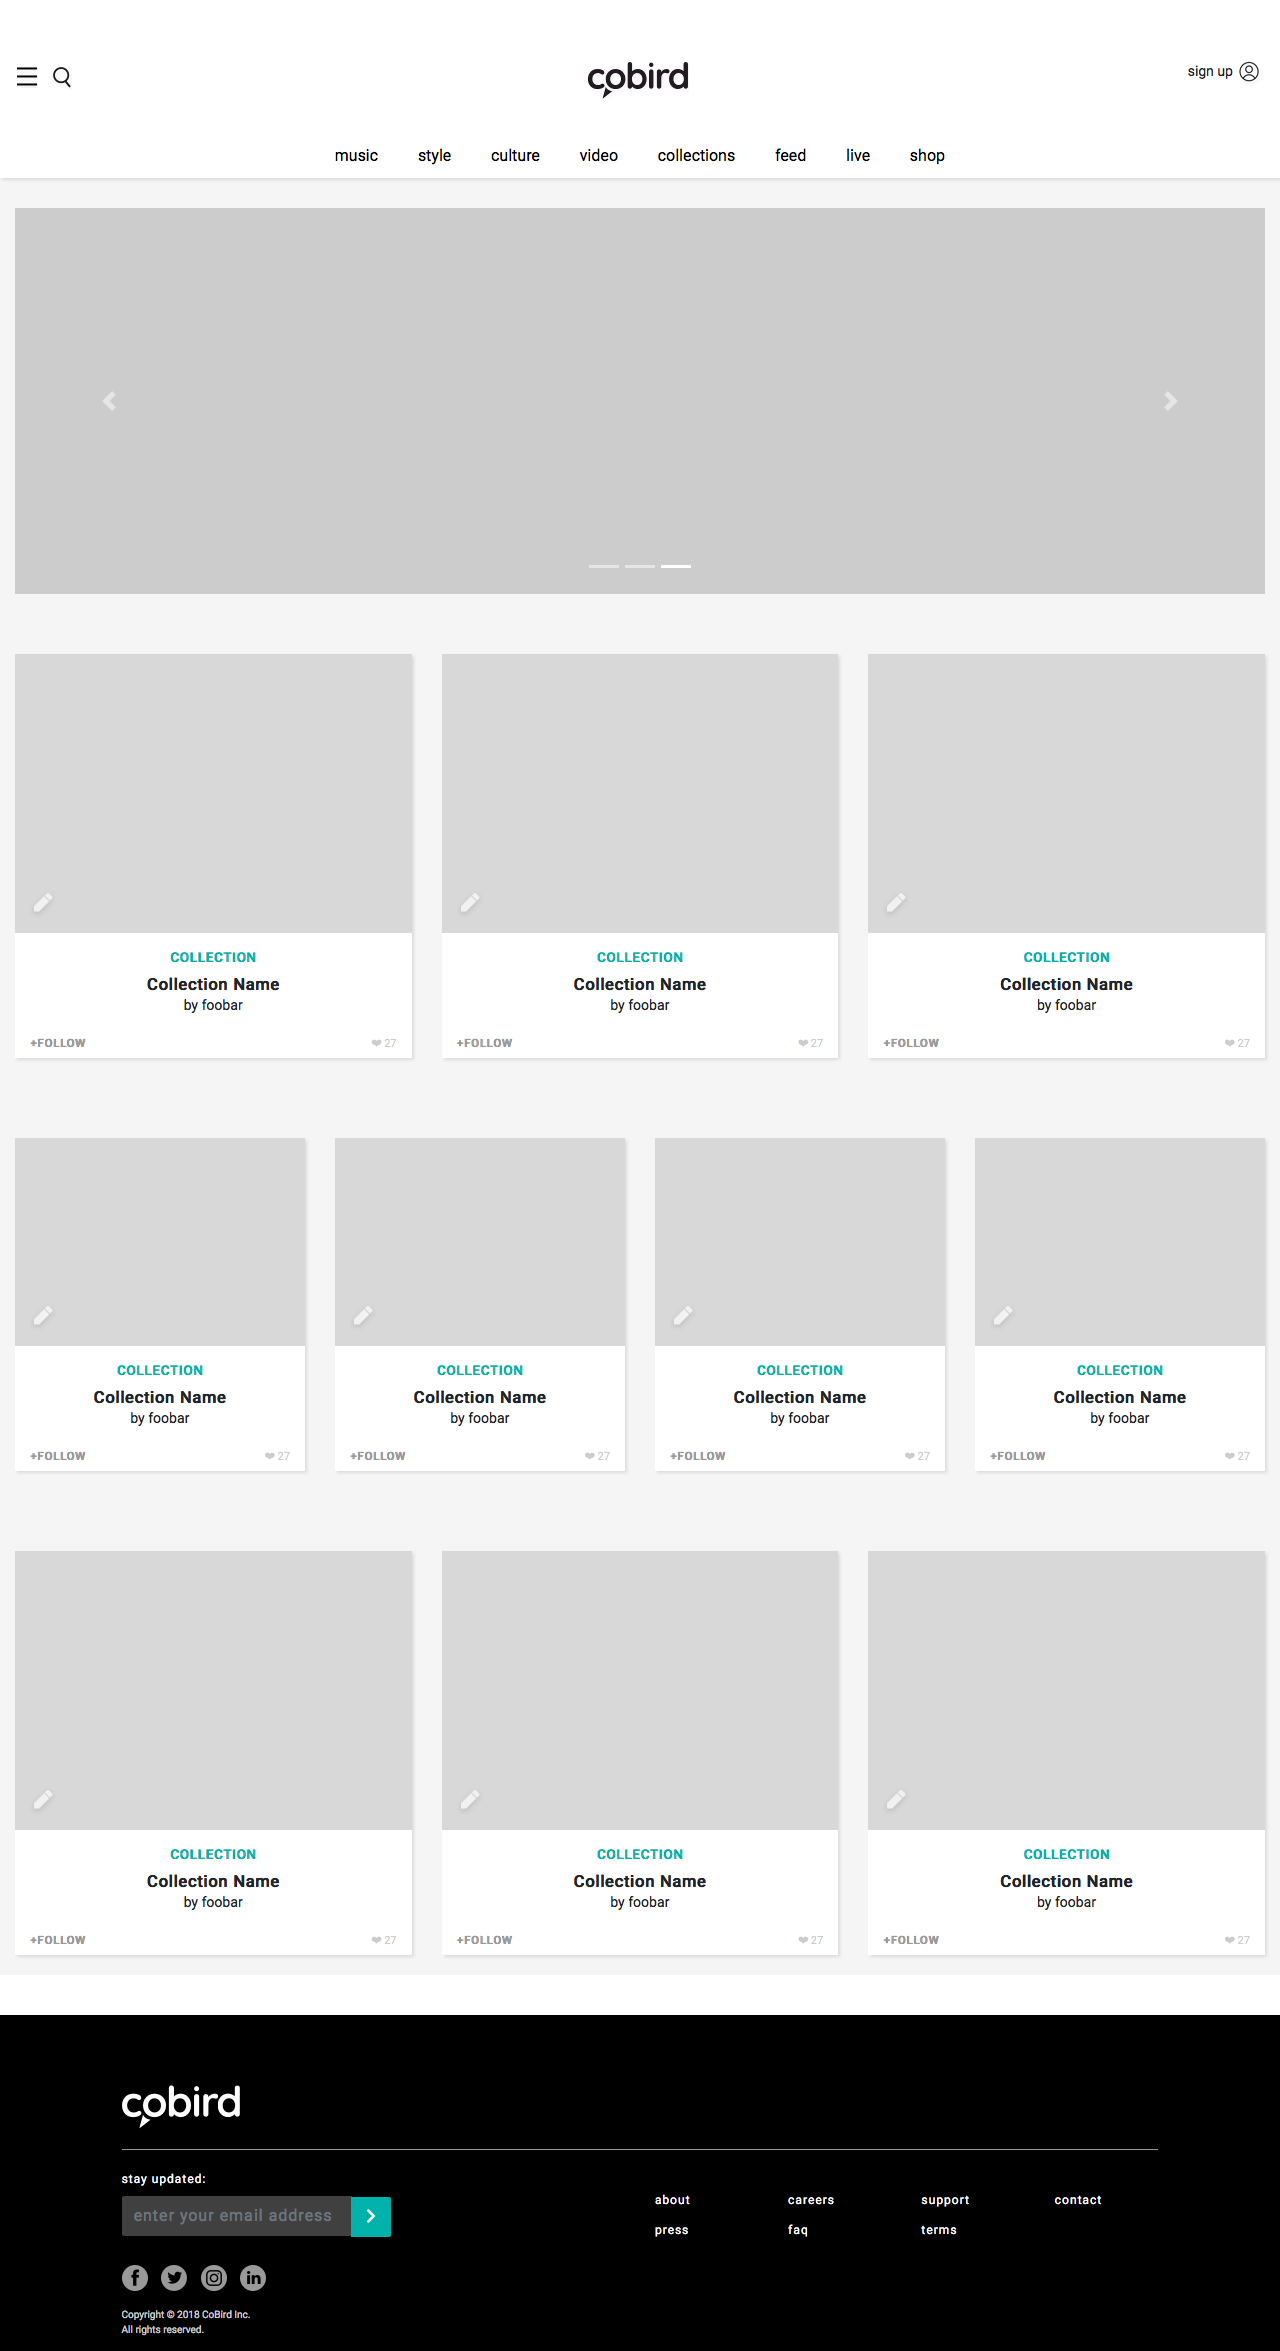 cobird
sign up
music style culture video collections feed live shop
COLLECTION COLLECTION COLLECTION
Collection Name Collection Name Collection Name
by foobar by foobar by foobar
+FOLLOW 27 +FOLLOW 27 +FOLLOW 27
COLLECTION COLLECTION COLLECTION COLLECTION
Collection Name Collection Name Collection Name Collection Name
by foobar by foobar by foobar by foobar
+FOLLOW 27 +FOLLOW 27 +FOLLOW 27 +FOLLOW 27
COLLECTION COLLECTION COLLECTION
Collection Name Collection Name Collection Name
by foobar by foobar by foobar
+FOLLOW 27 +FOLLOW 27 +FOLLOW 27
cobird
stay updated:
enter your email address
about careers support contact
press faq terms
Copyright © 2018 CoBird Inc.
All rights reserved.